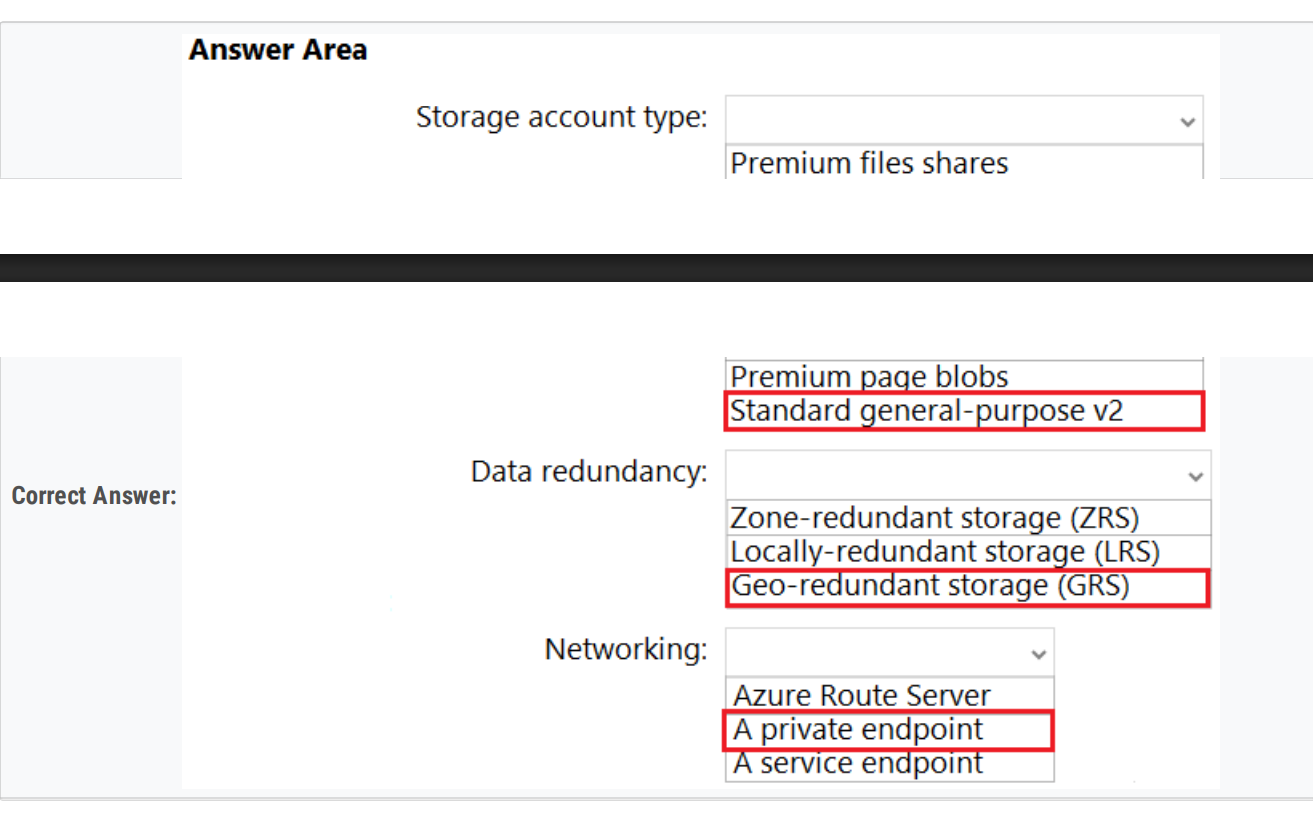 Answer Area
Storage account type:
Premium files shares
Premium page blobs
Standard general-purpose v2
Data redundancy:
Correct Answer:
Zone-redundant storage (ZRS)
Locally-redundant storage (LRS)
Geo-redundant storage (GRS)
Networking:
Azure Route Server
A private endpoint
A service endpoint